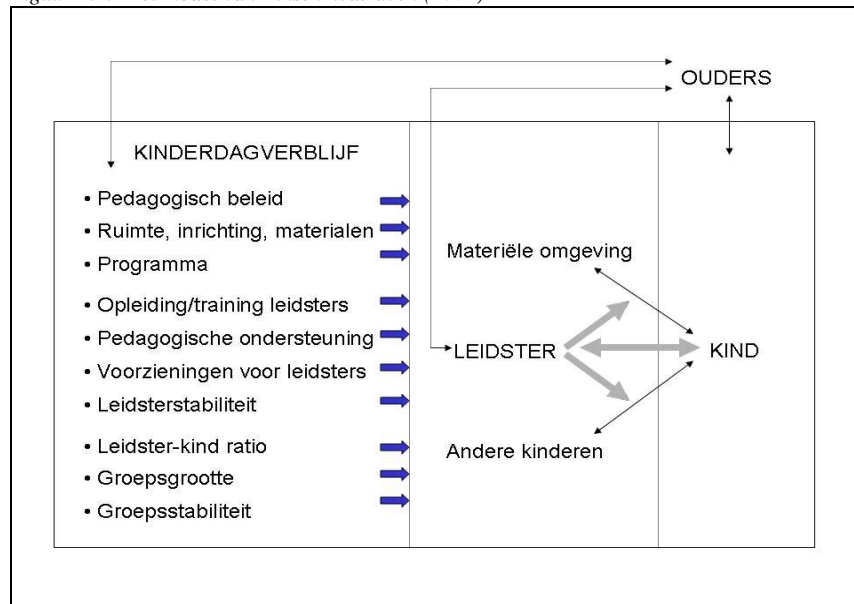 OUDERS
KINDERDAGVERBLIJF
• Pedagogisch beleid
• Ruimte, inrichting, materialen
• Programma
• Opleiding/training leidsters
• Pedagogische ondersteuning
• Voorzieningen voor leidsters
• Leidsterstabiliteit
• Leidster-kind ratio
• Groepsgrootte
• Groepsstabiliteit
Materiële omgeving
LEIDSTER
KIND
Andere kinderen